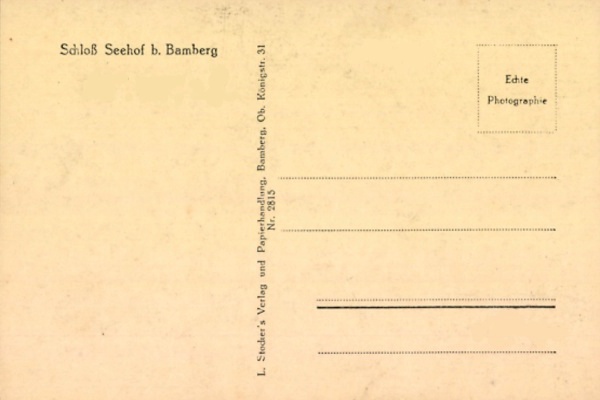 Schloß Seehof b. Bamberg
L. Stocker's Verlag und Papierhandlung, Bamberg, Ob. Königstr. 31
Nr. 2815
Echte
Photographie